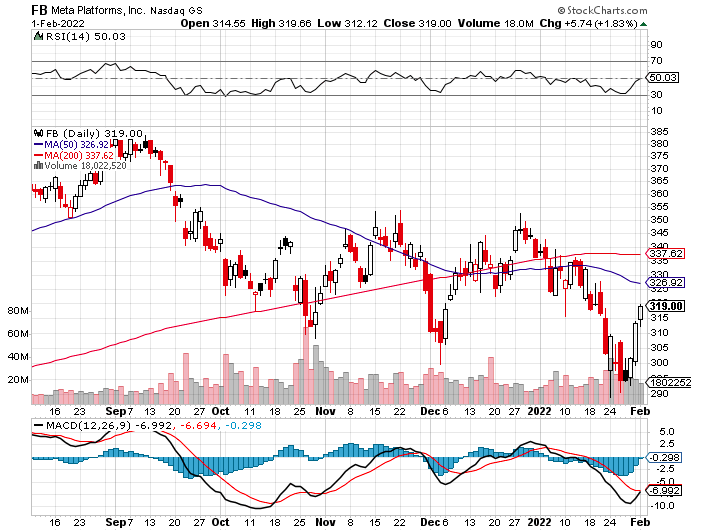 FB Meta Platforms, Inc. Nasdaq GS © StockCharts.com
1-Feb-2022 Open 314.55 High 319.66 Low 312.12 Close 319.00 Volume 18.0M Chg +5.74 (+1.83%)
RSI(14) 50.03
90
70
50.03
30
10
FB (Daily) 319.00
MA(50) 326.92
MA(200) 337.62
Volume 18,022,520
385
380
375
370
365
360
355
350
345
340
337.62
330
326.92
319.00
315
310
305
300
295
1802252
290
80M
60M
40M
20M
16 23 Sep 7 13 20 27 Oct 11 18 25 Nov 8 15 22 Dec 6 13 20 27 2022 10 18 24 Feb
MACD(12,26,9) -6.992, -6.694, -0.298
5.0
2.5
-0.298
-2.5
-5.0
-6.992
-10.0
16 23 Sep 7 13 20 27 Oct 11 18 25 Nov 8 15 22 Dec 6 13 20 27 2022 10 18 24 Feb